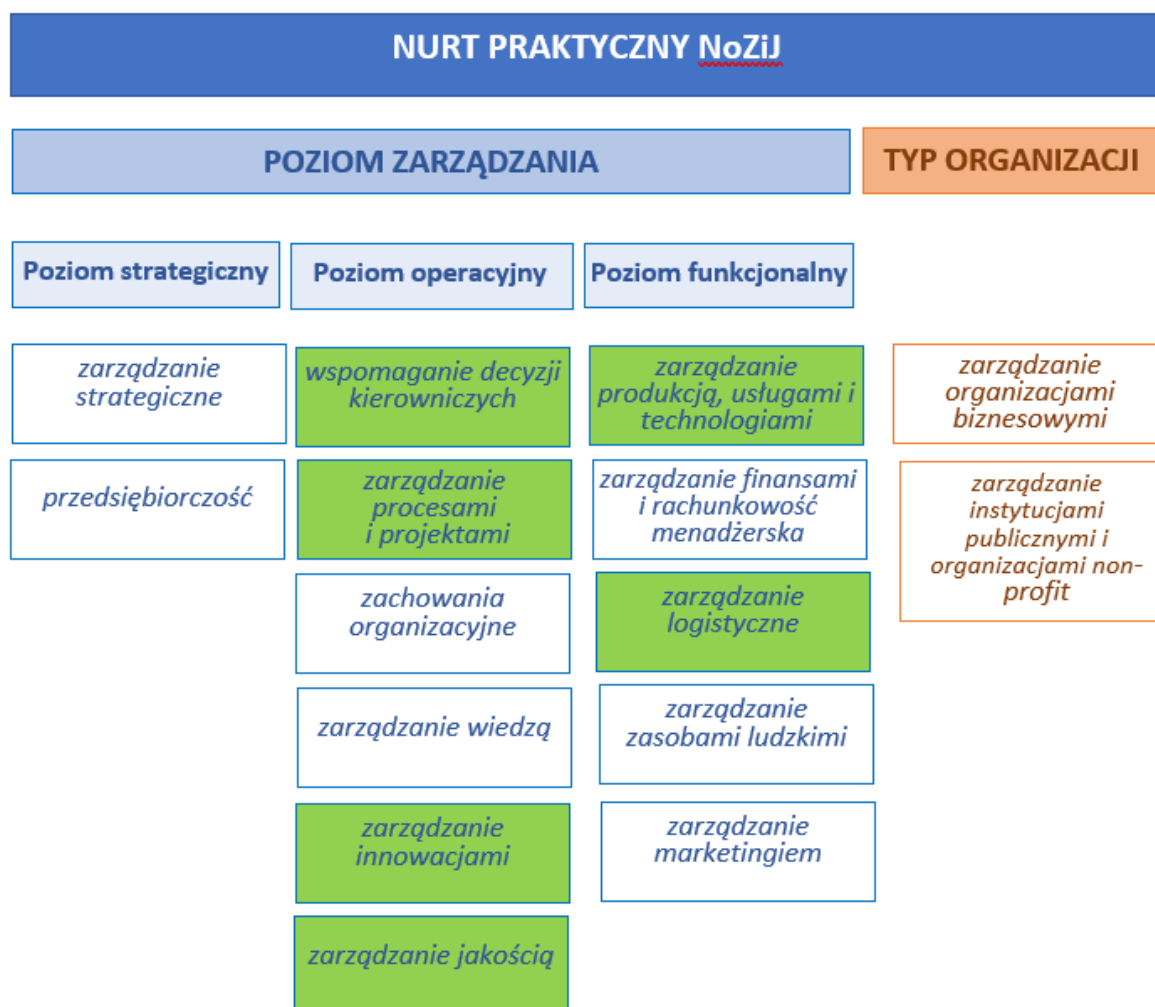 NURT PRAKTYCZNY NoZiJ
POZIOM ZARZĄDZANIA
TYP ORGANIZACJI
Poziom strategiczny
Poziom operacyjny
Poziom funkcjonalny
zarządzanie
strategiczne
przedsiębiorczość
wspomaganie decyzji
kierowniczych
zarządzanie
procesami
i projektami
zachowania
organizacyjne
zarządzanie wiedzą
zarządzanie
innowacjami
zarządzanie jakością
zarządzanie
produkcją, usługami i
technologiami
zarządzanie finansami
i rachunkowość
menadżerska
zarządzanie
logistyczne
zarządzanie
zasobami ludzkimi
zarządzanie
marketingiem
zarządzanie
organizacjami
biznesowymi
zarządzanie
instytucjami
publicznymi i
organizacjami non-
profit